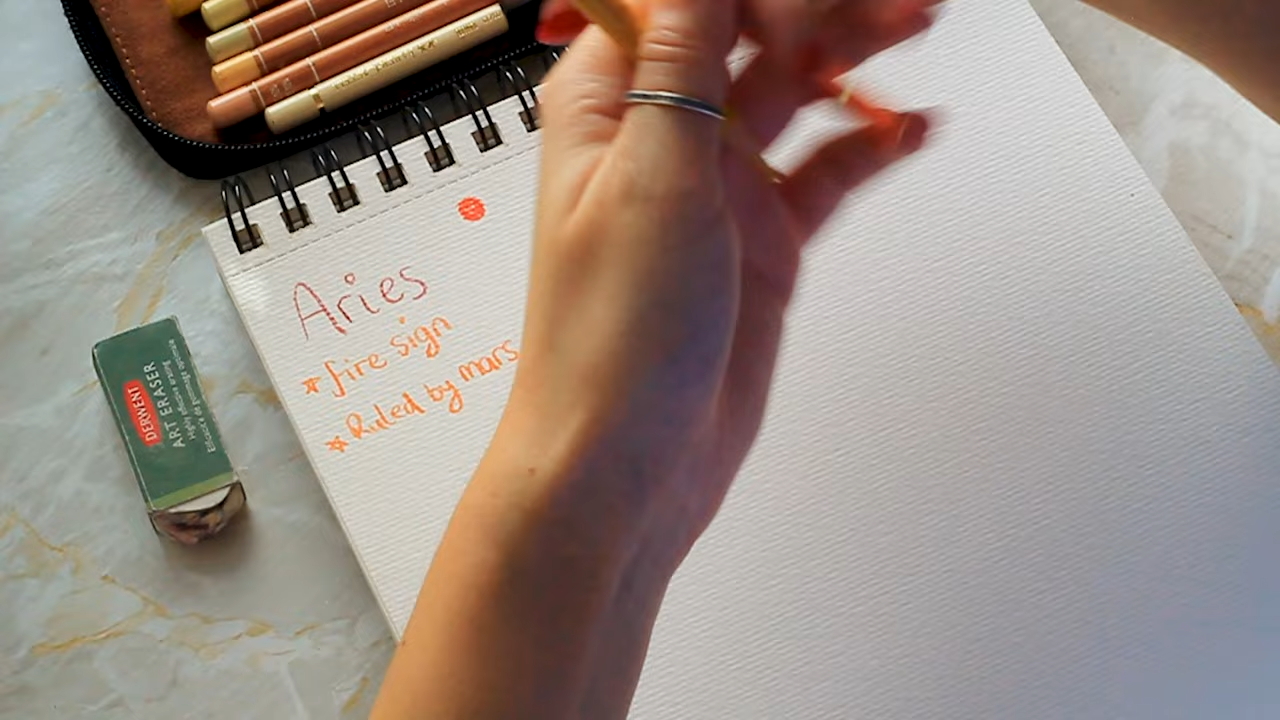 Aries
* fire sign
* Ruled by mars
DERWENT
ART ERASER